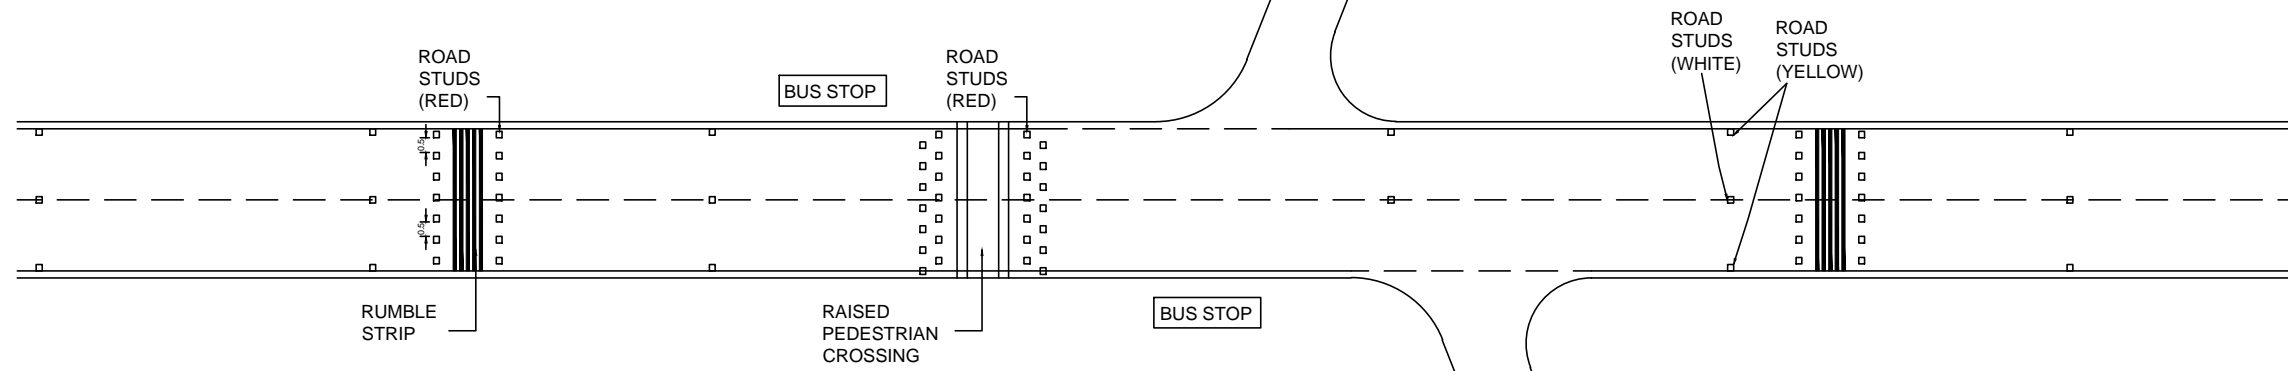 ROAD
STUDS
(RED)
BUS STOP
ROAD
STUDS
(RED)
ROAD
STUDS
(WHITE)
ROAD
STUDS
(YELLOW)
0.5
0.5
RUMBLE
STRIP
RAISED
PEDESTRIAN
CROSSING
BUS STOP